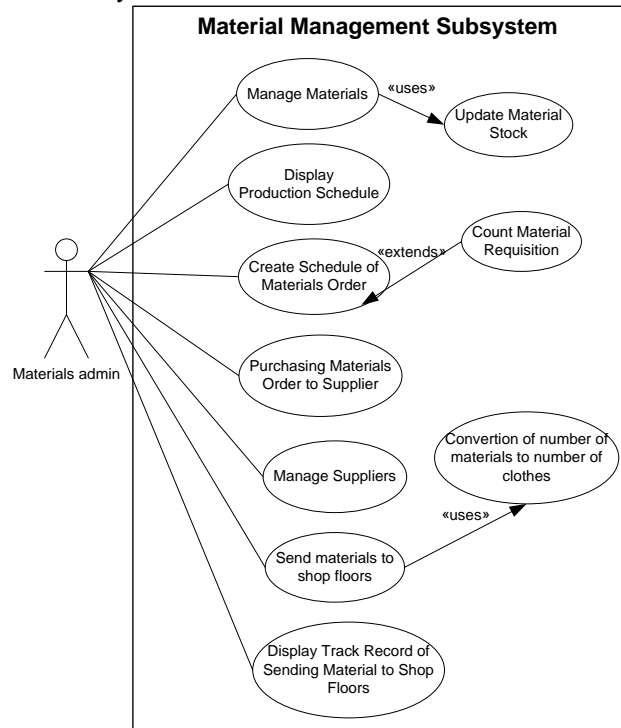 Material Management Subsystem
Manage Materials
«uses»
Update Material
Stock
Display
Production Schedule
Count Material
Requisition
«extends»
Create Schedule of
Materials Order
Materials admin
Purchasing Materials
Order to Supplier
Convertion of number of
materials to number of
clothes
Manage Suppliers
«uses»
Send materials to
shop floors
Display Track Record of
Sending Material to Shop
Floors